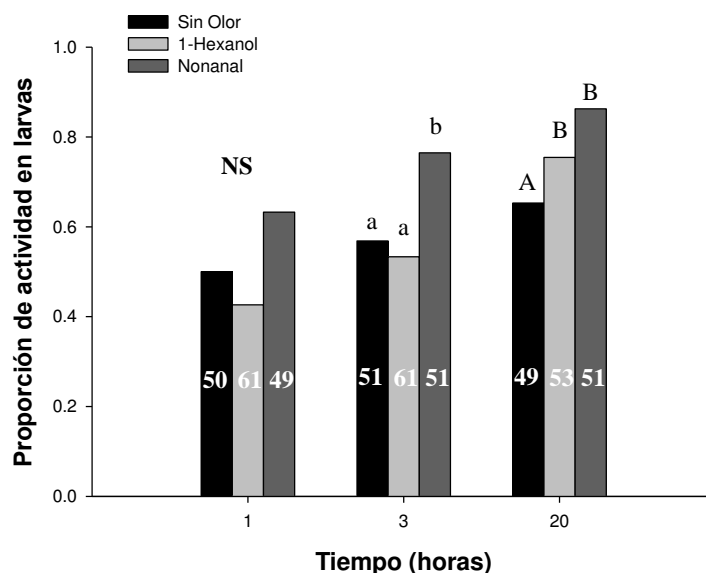 Sin Olor
1-Hexanol
Nonanal
Proporción de actividad en larvas
1.0
0.8
0.6
0.4
0.2
0.0
NS
a a b
A B B
50 61 49
51 61 51
49 53 51
1 3 20
Tiempo (horas)